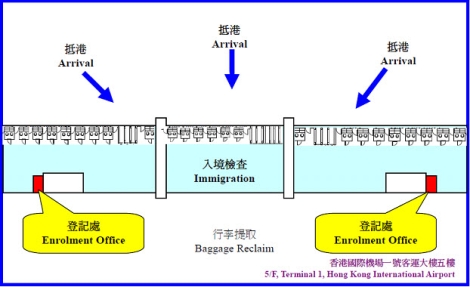 抵港
Arrival
抵港
Arrival
抵港
Arrival
入境檢查
Immigration
登記處
Enrolment Office
行李提取
Baggage Reclaim
登記處
Enrolment Office
香港國際機場一號客運大樓五樓
5/F, Terminal 1, Hong Kong International Airport